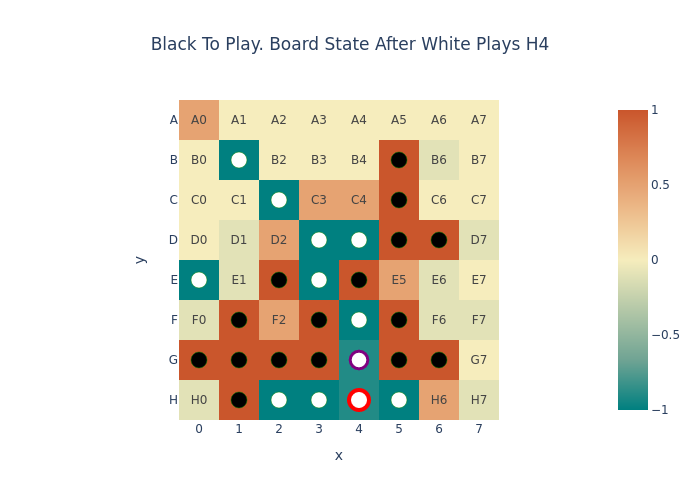 Black To Play. Board State After White Plays H4
A A0 A1 A2 A3 A4 A5 A6 A7
B B0 B2 B3 B4 B6 B7
C C0 C1 C3 C4 C6 C7
D D0 D1 D2 D7
E E1 E5 E6 E7
F F0 F2 F6 F7
G G7
H H0 H6 H7
0 1 2 3 4 5 6 7
x
y
1
0.5
0
−0.5
−1